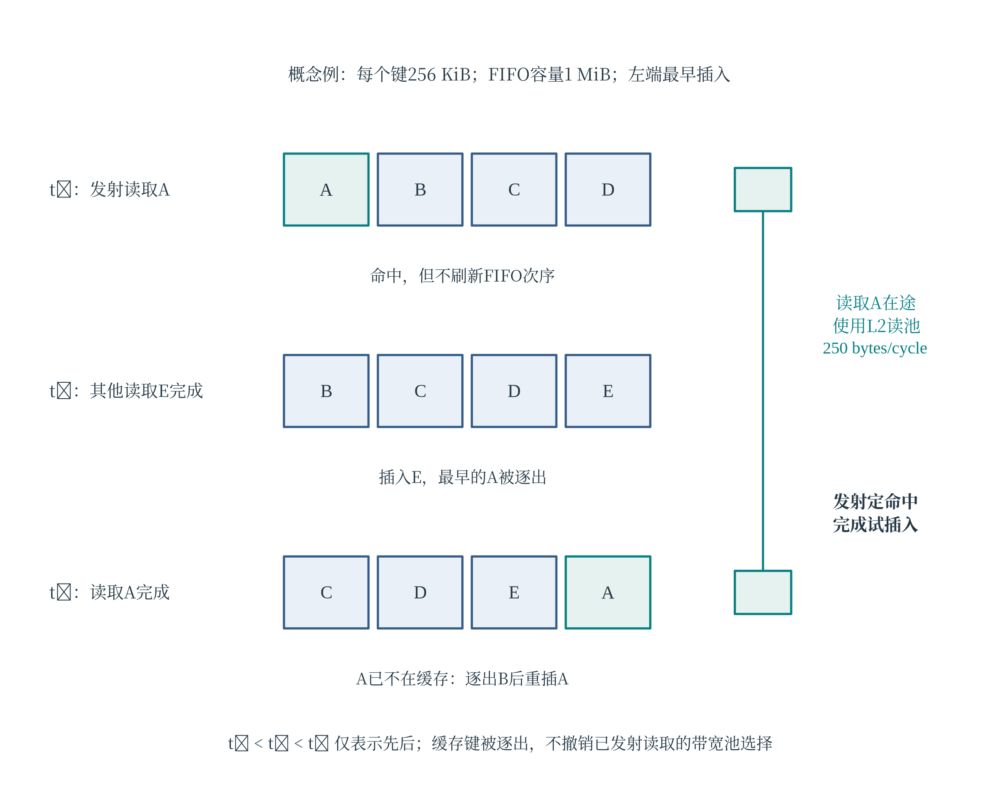 概念例：每个键256 KiB；FIFO容量1 MiB；左端最早插入
t：发射读取A
A
B
C
D
命中，但不刷新FIFO次序
读取A在途
使用L2读池
250 bytes/cycle
t：其他读取E完成
B
C
D
E
插入E，最早的A被逐出
发射定命中
完成试插入
t：读取A完成
C
D
E
A
A已不在缓存：逐出B后重插A
t < t < t 仅表示先后；缓存键被逐出，不撤销已发射读取的带宽池选择